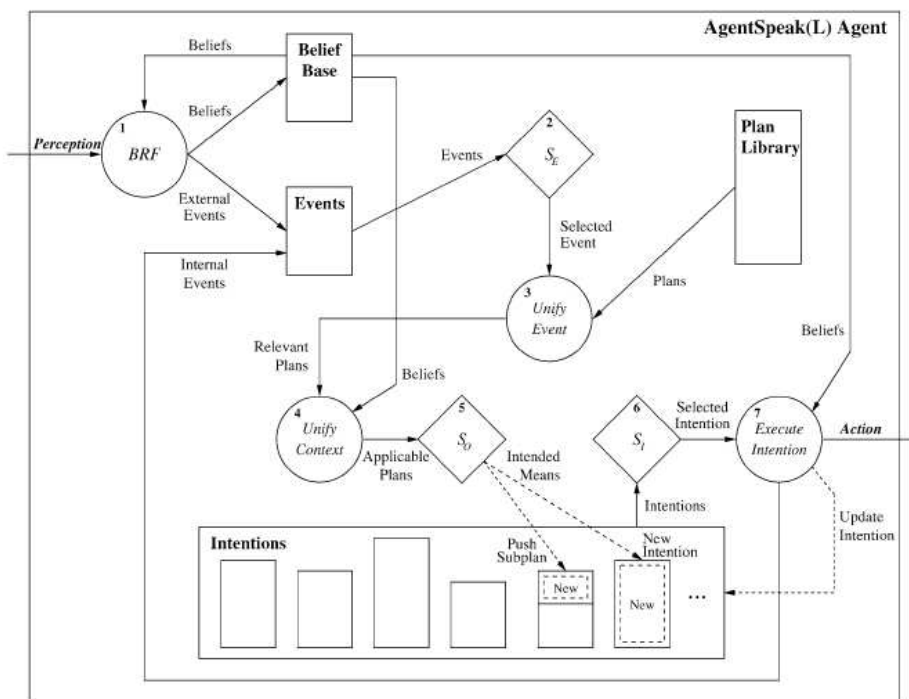 AgentSpeak(L) Agent
Beliefs
Belief
Base
Beliefs
1
Perception
BRF
2
Events
S_E
Plan
Library
External
Events
Events
Selected
Event
Internal
Events
3
Unify
Event
Plans
Relevant
Plans
Beliefs
Beliefs
4
Unify
Context
Applicable
Plans
5
S_O
Intended
Means
6
S_I
Selected
Intention
7
Execute
Intention
Action
Intentions
Update
Intention
Intentions
Push
Subplan
New
Intention
New
New
...